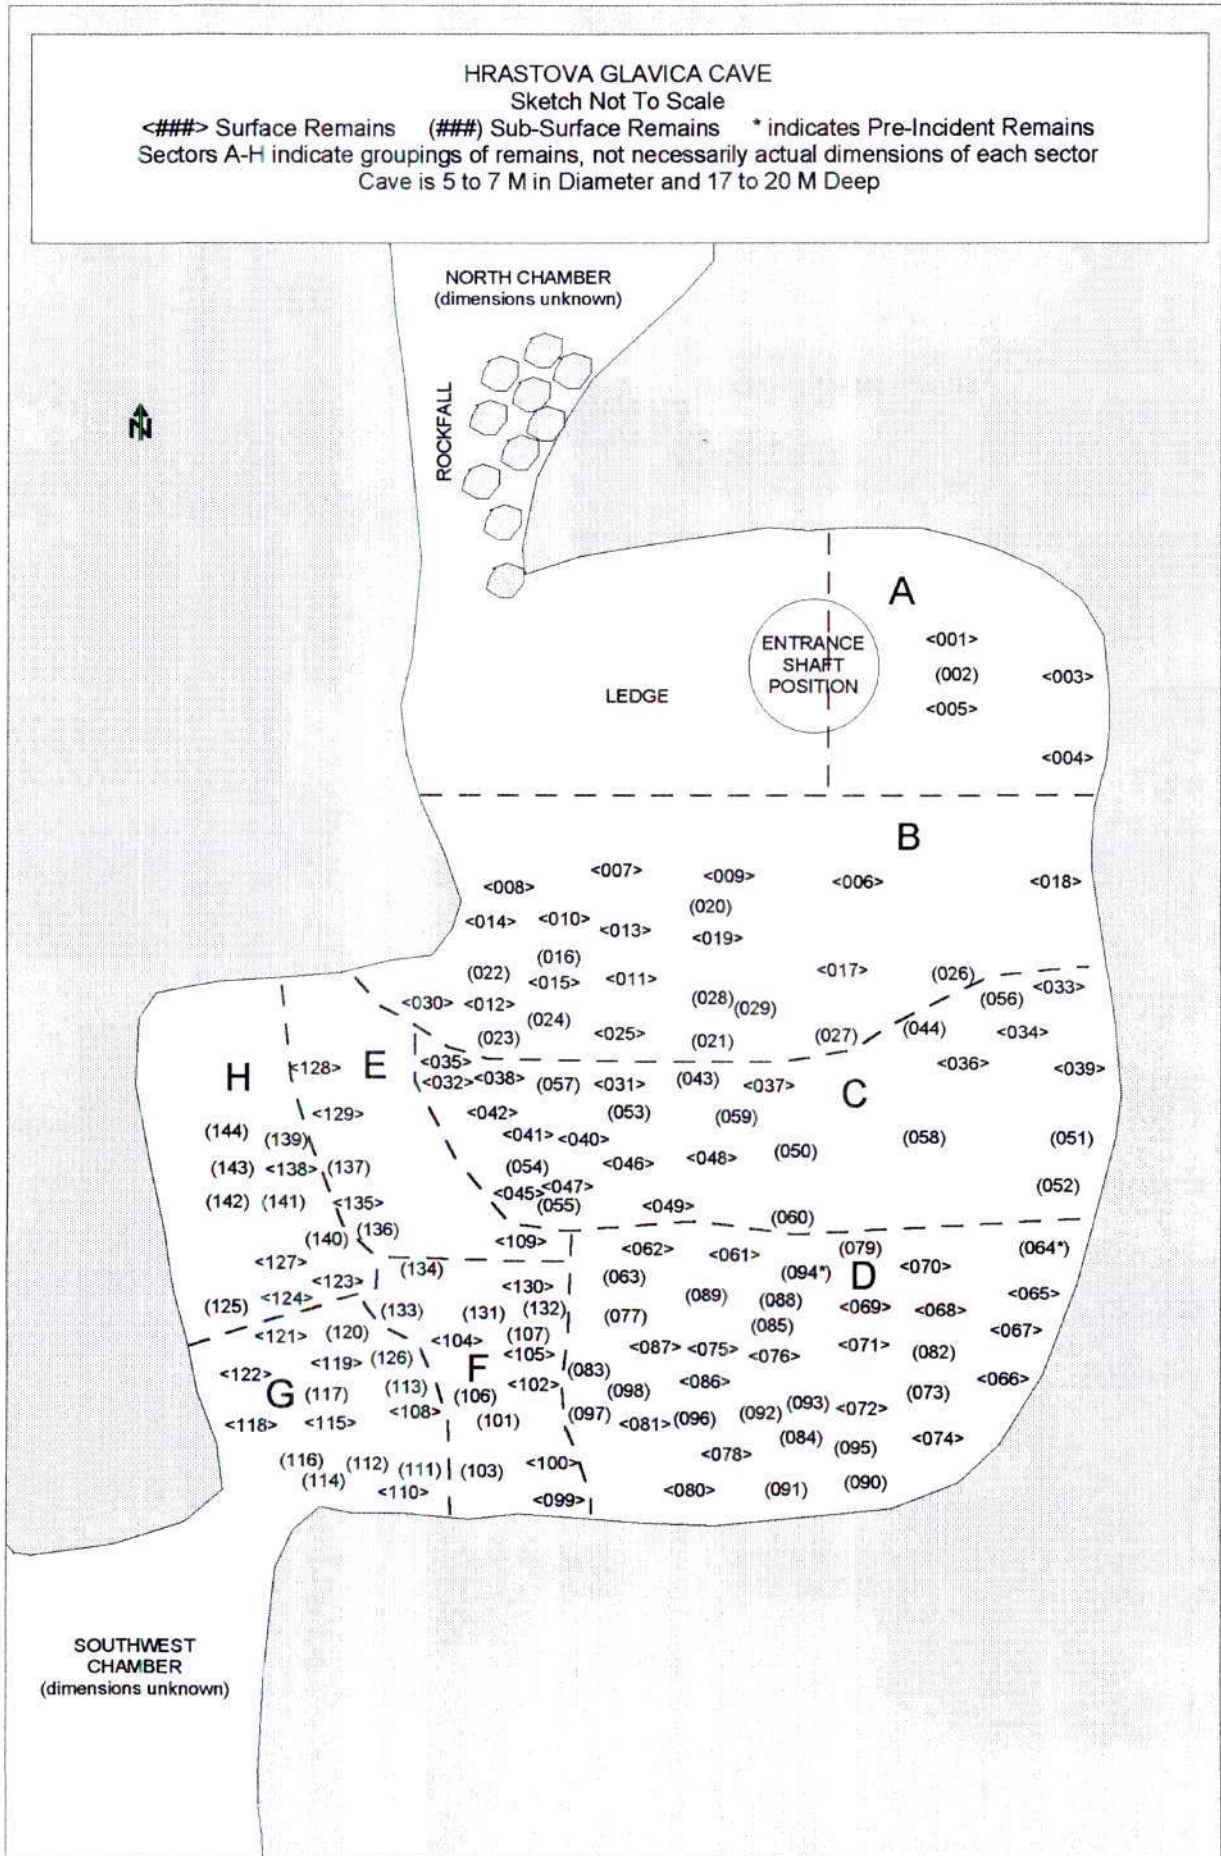 HRASTOVA GLAVICA CAVE
Sketch Not To Scale
<###> Surface Remains (###) Sub-Surface Remains * indicates Pre-Incident Remains
Sectors A-H indicate groupings of remains, not necessarily actual dimensions of each sector
Cave is 5 to 7 M in Diameter and 17 to 20 M Deep
NORTH CHAMBER
(dimensions unknown)
ROCKFALL
N
A
ENTRANCE
SHAFT
POSITION
LEDGE
<001>
(002) <003>
<005>
<004>
B
<007> <009> <006> <018>
<008>
(020)
<014> <010> <013> <019>
(016)
(022) <015> <011> <017> (026) <033>
<030> <012> (028) (029) (056)
(024)
(023) <025> (021) (027) (044) <034>
H <128> E <035> <036> <039>
<032> <038> (057) <031> (043) <037> C
<129> <042> (053) (059)
(144) (139) <041> <040> (050) (058) (051)
(143) <138> (137) (054) <046> <048>
(142) (141) <135> <045> <047> (052)
(055) <049> (060)
(140) (136) <109> <062> <061> (079) (064*)
<127> (134) (063) (094*) D <070>
<123> <130>
<124> (089) (088) <065>
(125) (133) (131) (132) (077) <069> <068>
<121> (120) <104> (107) (085) <067>
<119> (126) <105> <087> <075> <076> <071> (082)
<122> F (083)
G (117) (113) (106) <102> (098) <086> (073) <066>
<118> <115> <108> (101) (097) <081> (096) (092) (093) <072>
(084) <074>
(116) (112) (111) (103) <100> <078> (095)
(114) <110> <099> <080> (091) (090)
SOUTHWEST
CHAMBER
(dimensions unknown)